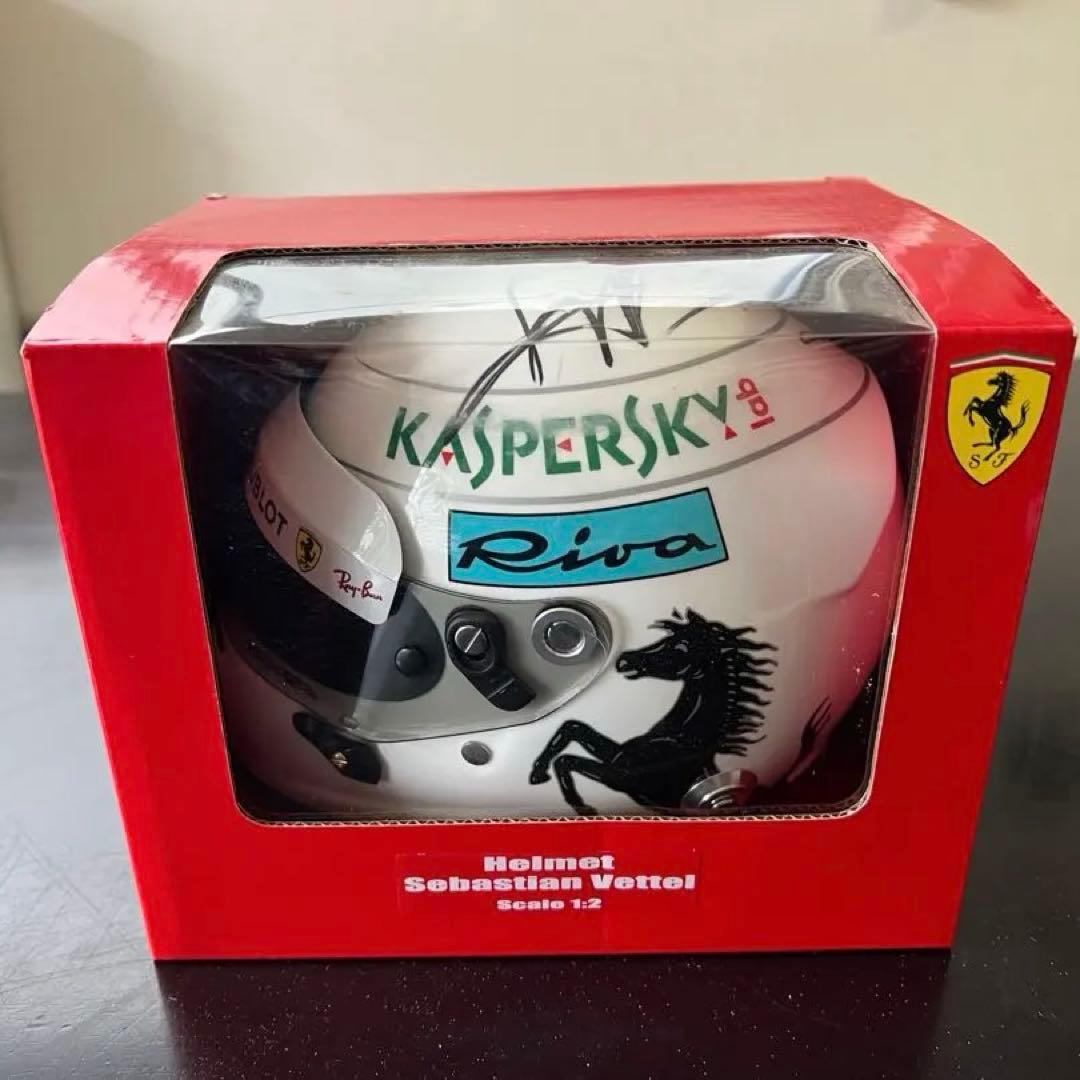 KASPERSKY lab
Riva
BLOT
Ray-Ban
S F
Helmet
Sebastian Vettel
Scale 1:2